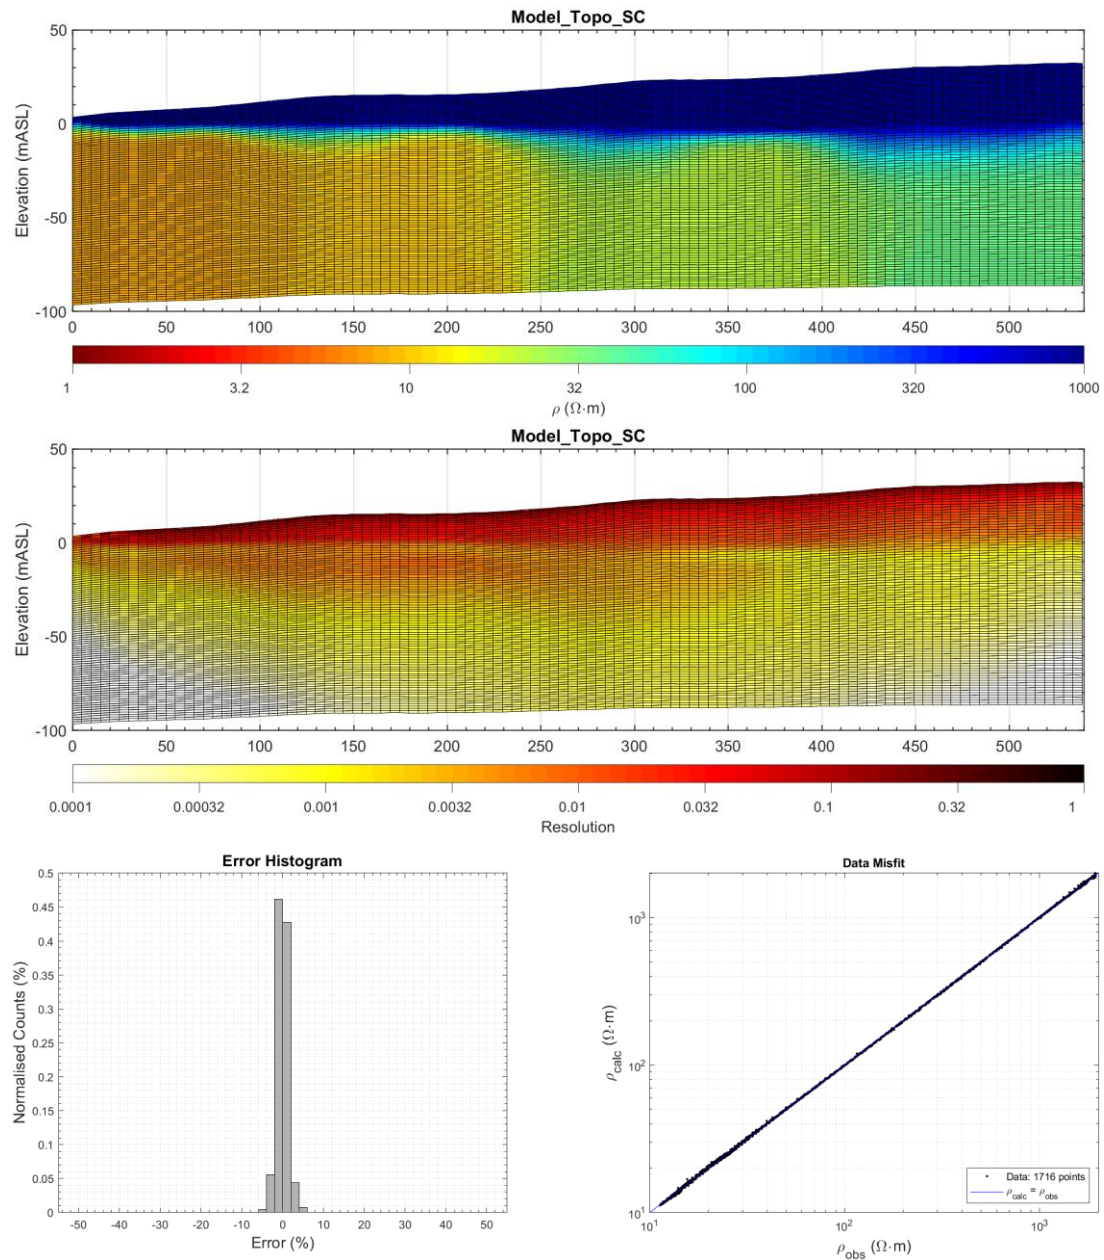 Model_Topo_SC
Elevation (mASL)
50
0
-50
-100
0 50 100 150 200 250 300 350 400 450 500
1 3.2 10 32 100 320 1000
ρ (Ω·m)
Model_Topo_SC
Elevation (mASL)
50
0
-50
-100
0 50 100 150 200 250 300 350 400 450 500
0.0001 0.00032 0.001 0.0032 0.01 0.032 0.1 0.32 1
Resolution
Error Histogram
Normalised Counts (%)
0.5
0.45
0.4
0.35
0.3
0.25
0.2
0.15
0.1
0.05
0
-50 -40 -30 -20 -10 0 10 20 30 40 50
Error (%)
Data Misfit
ρcalc (Ω·m)
10³
10²
10¹
Data: 1716 points
ρcalc = ρobs
10¹ 10² 10³
ρobs (Ω·m)